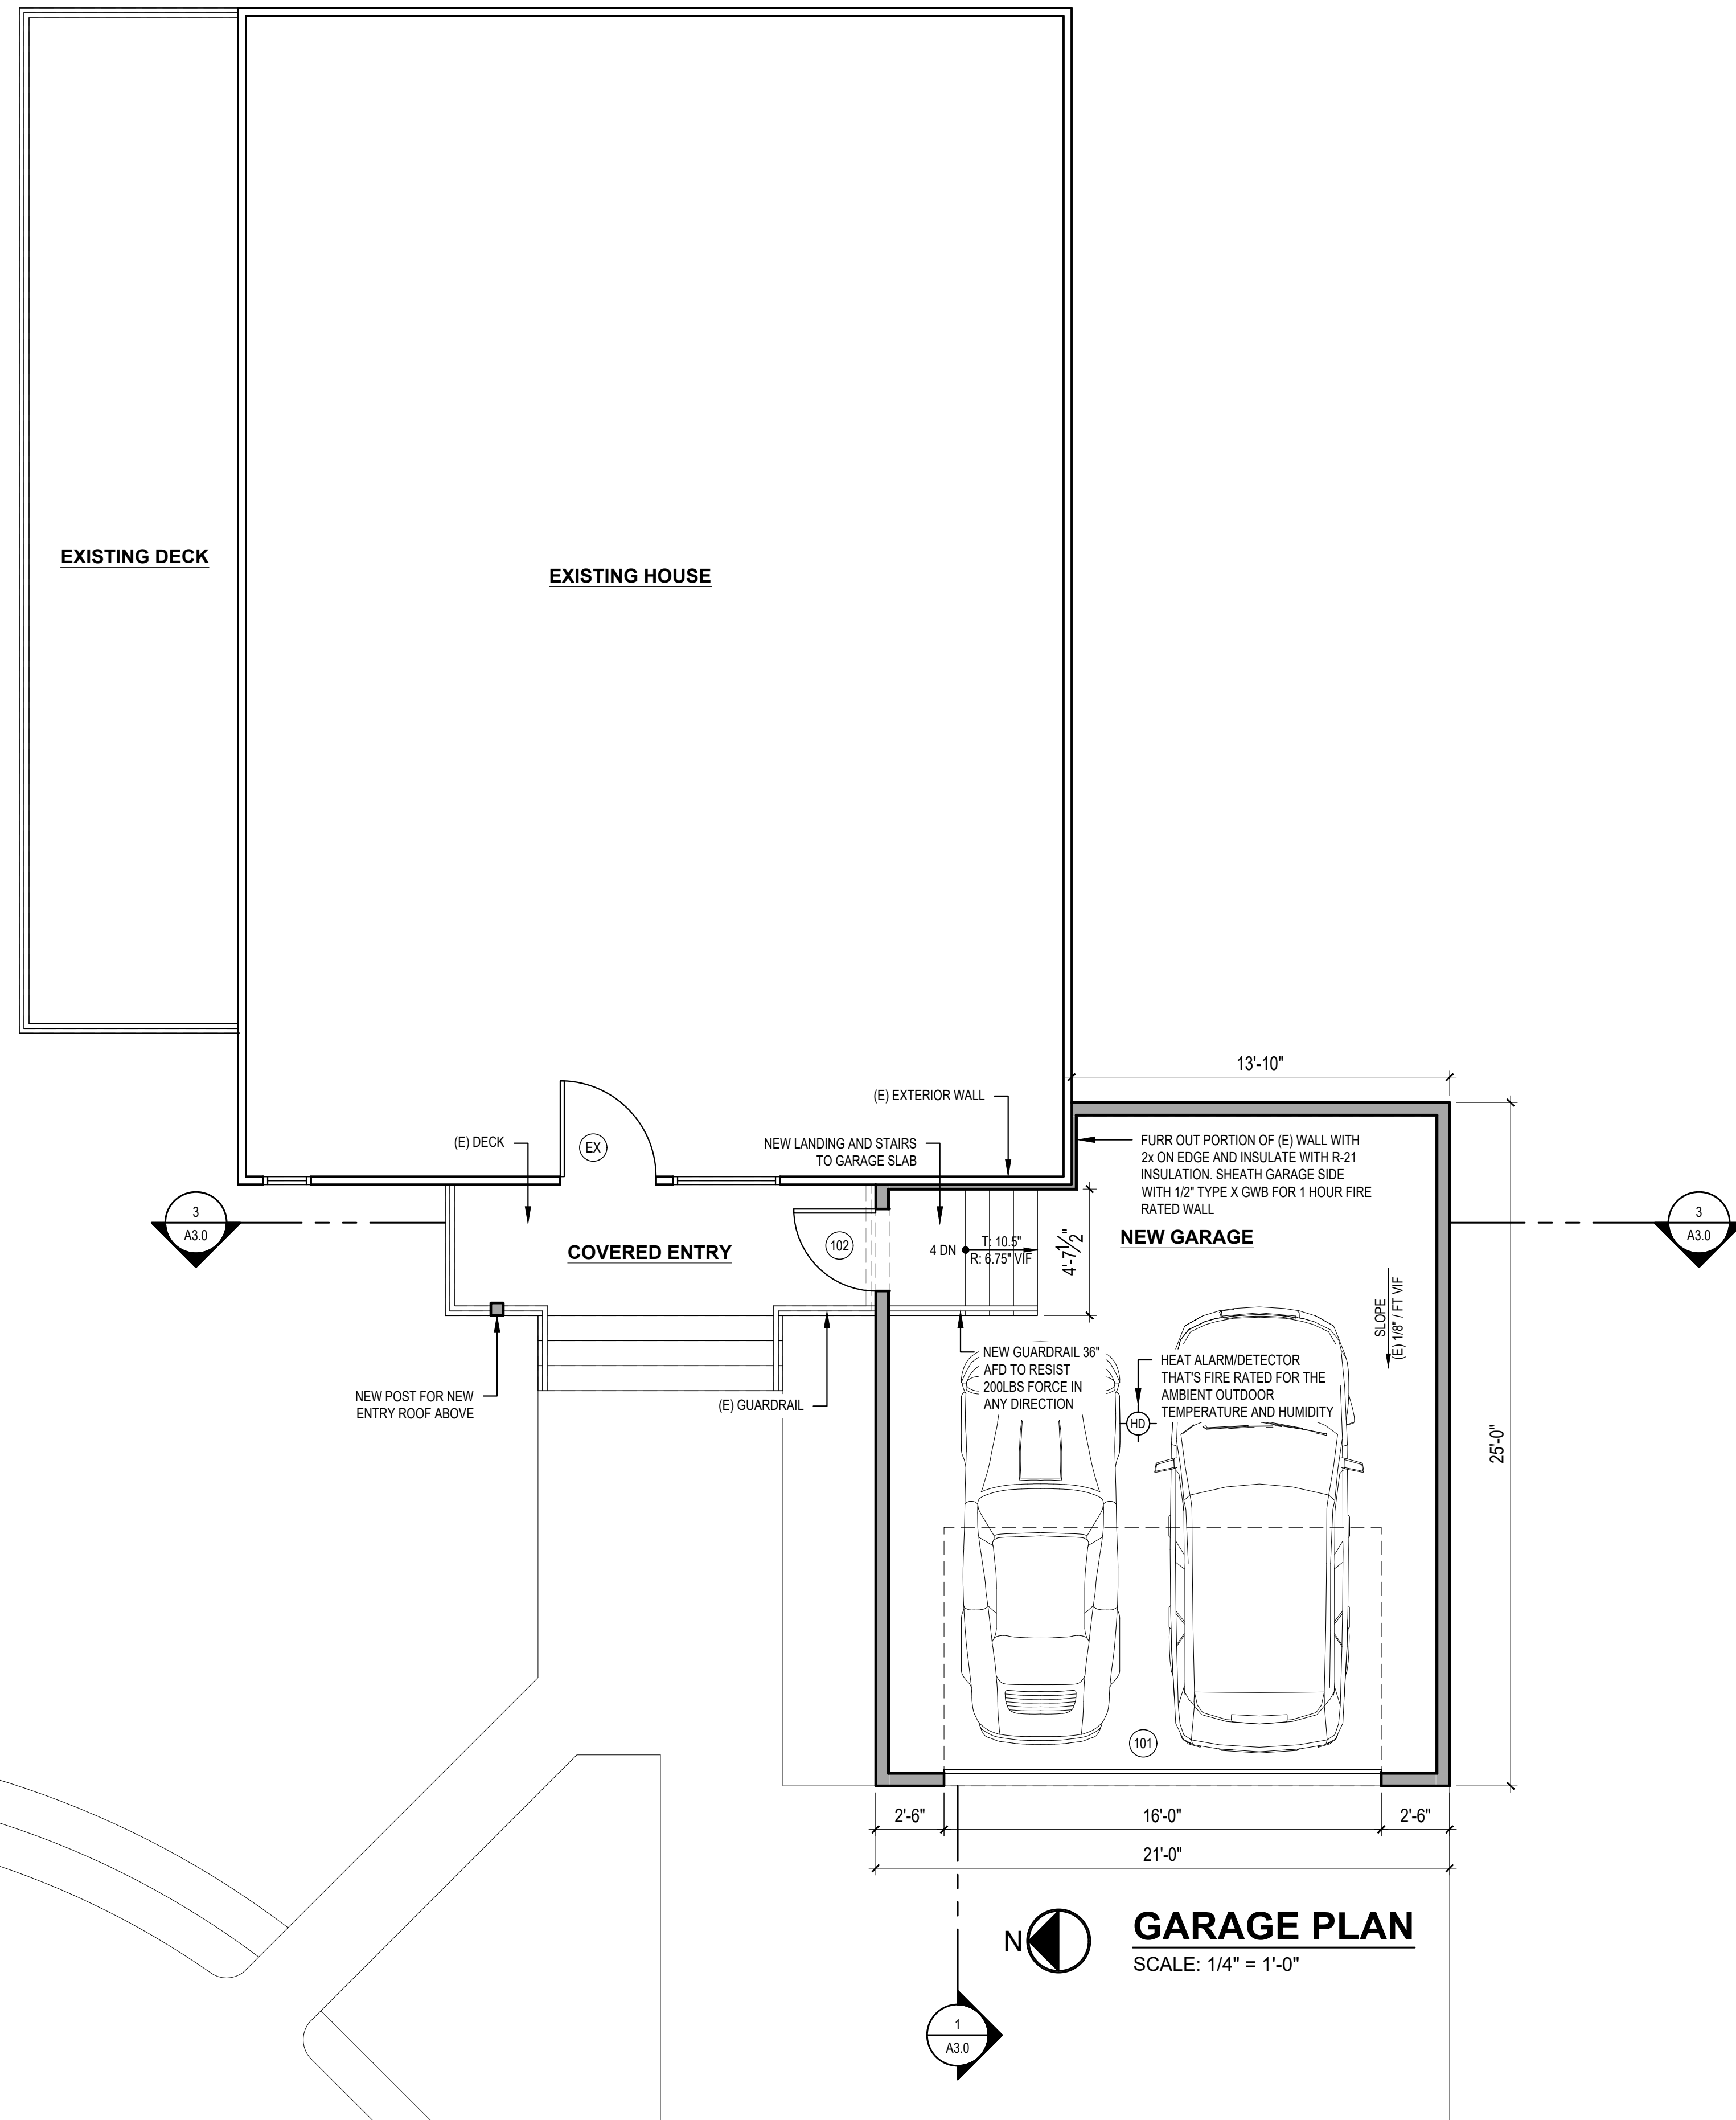 EXISTING DECK
EXISTING HOUSE
13'-10"
(E) EXTERIOR WALL
(E) DECK
EX
NEW LANDING AND STAIRS
TO GARAGE SLAB
FURR OUT PORTION OF (E) WALL WITH
2x ON EDGE AND INSULATE WITH R-21
INSULATION. SHEATH GARAGE SIDE
WITH 1/2" TYPE X GWB FOR 1 HOUR FIRE
RATED WALL
3
A3.0
COVERED ENTRY
102
4 DN
T: 10.5"
R: 6.75" VIF
4'-7½"
NEW GARAGE
3
A3.0
SLOPE
(E) 1/8" / FT VIF
NEW GUARDRAIL 36"
AFD TO RESIST
200LBS FORCE IN
ANY DIRECTION
HEAT ALARM/DETECTOR
THAT'S FIRE RATED FOR THE
AMBIENT OUTDOOR
TEMPERATURE AND HUMIDITY
HD
NEW POST FOR NEW
ENTRY ROOF ABOVE
(E) GUARDRAIL
25'-0"
101
2'-6"
16'-0"
2'-6"
21'-0"
N
GARAGE PLAN
SCALE: 1/4" = 1'-0"
1
A3.0